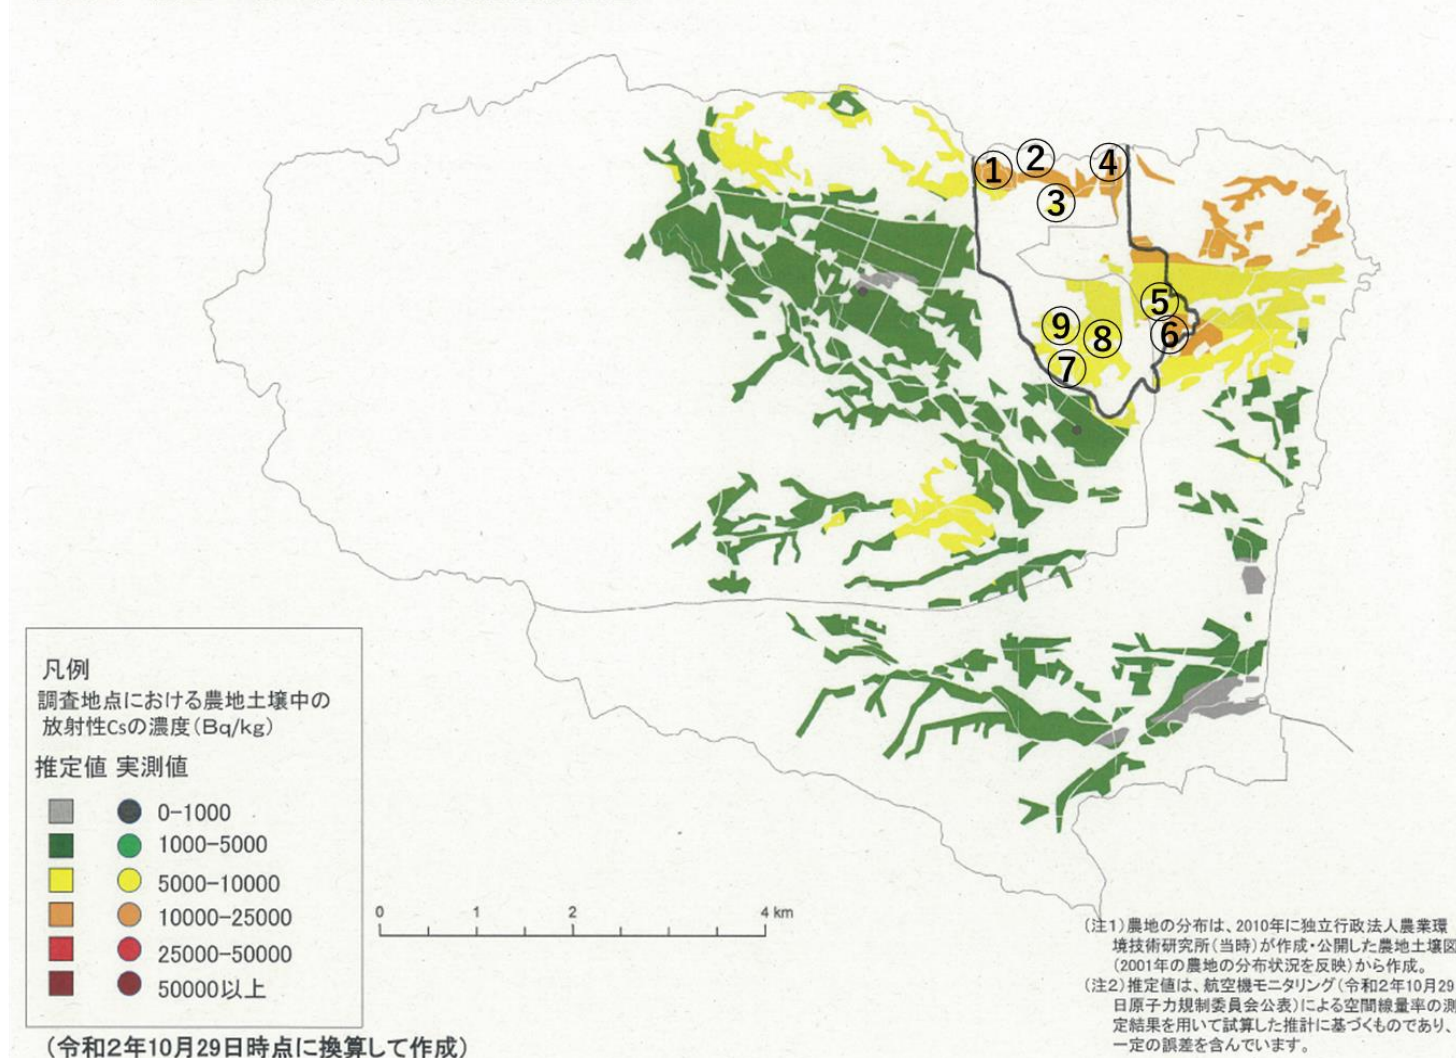 ①
②
④
③
⑤
⑨
⑧
⑥
⑦
凡例
調査地点における農地土壌中の
放射性Csの濃度(Bq/kg)
推定値 実測値
0-1000
1000-5000
5000-10000
10000-25000
25000-50000
50000以上
0 1 2 4 km
(注1)農地の分布は、2010年に独立行政法人農業環
境技術研究所(当時)が作成・公開した農地土壌図
(2001年の農地の分布状況を反映)から作成。
(注2)推定値は、航空機モニタリング(令和2年10月29
日原子力規制委員会公表)による空間線量率の測
定結果を用いて試算した推計に基づくものであり、
一定の誤差を含んでいます。
(令和2年10月29日時点に換算して作成)